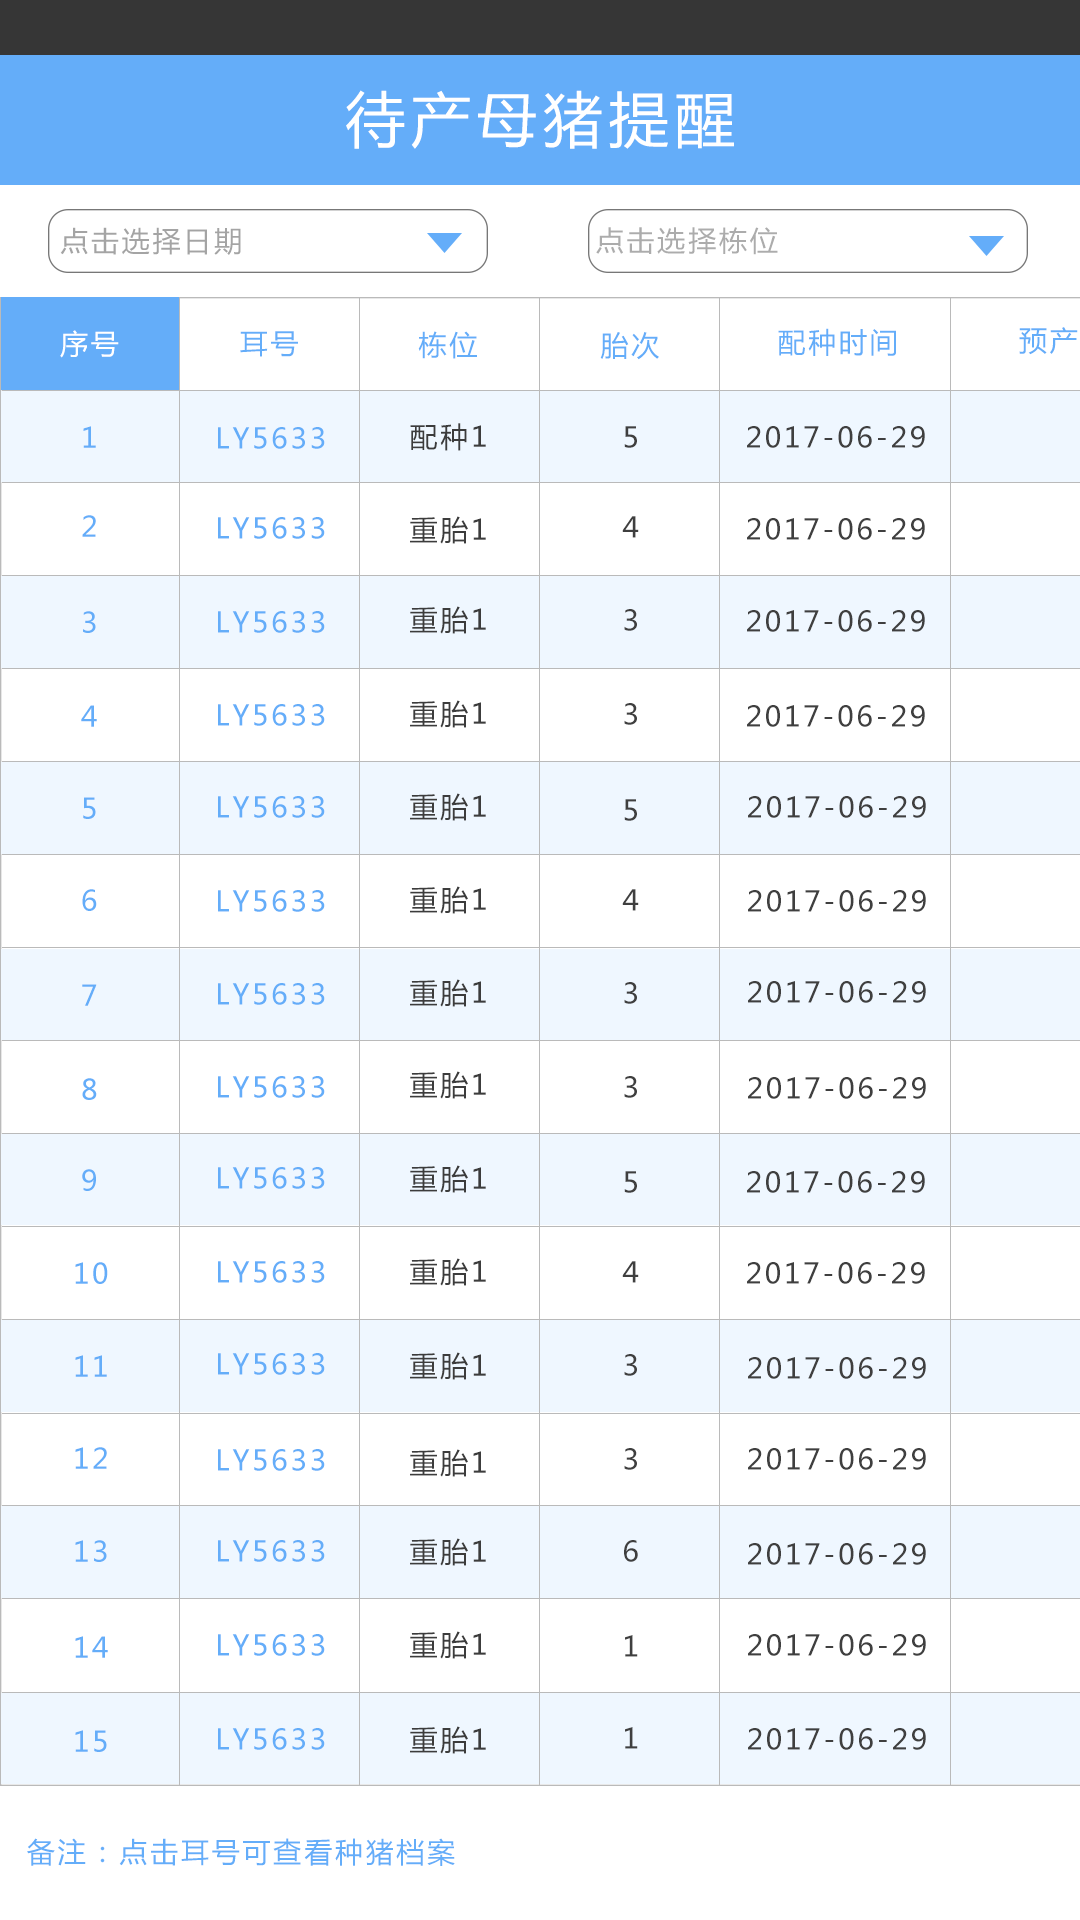 待产母猪提醒
点击选择日期 点击选择栋位
序号 耳号 栋位 胎次 配种时间 预产
1 LY5633 配种1 5 2017-06-29
2 LY5633 重胎1 4 2017-06-29
3 LY5633 重胎1 3 2017-06-29
4 LY5633 重胎1 3 2017-06-29
5 LY5633 重胎1 5 2017-06-29
6 LY5633 重胎1 4 2017-06-29
7 LY5633 重胎1 3 2017-06-29
8 LY5633 重胎1 3 2017-06-29
9 LY5633 重胎1 5 2017-06-29
10 LY5633 重胎1 4 2017-06-29
11 LY5633 重胎1 3 2017-06-29
12 LY5633 重胎1 3 2017-06-29
13 LY5633 重胎1 6 2017-06-29
14 LY5633 重胎1 1 2017-06-29
15 LY5633 重胎1 1 2017-06-29
备注：点击耳号可查看种猪档案